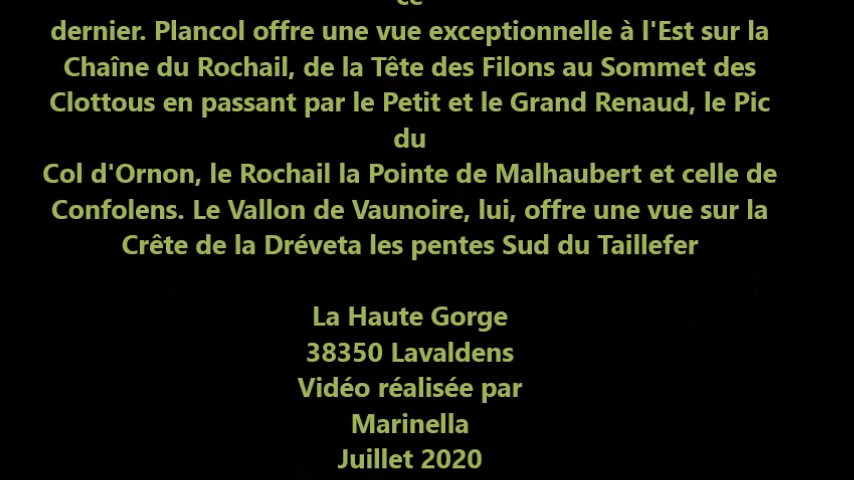 ce
dernier. Plancol offre une vue exceptionnelle à l'Est sur la
Chaîne du Rochail, de la Tête des Filons au Sommet des
Clottous en passant par le Petit et le Grand Renaud, le Pic
du
Col d'Ornon, le Rochail la Pointe de Malhaubert et celle de
Confolens. Le Vallon de Vaunoire, lui, offre une vue sur la
Crête de la Dréveta les pentes Sud du Taillefer
La Haute Gorge
38350 Lavaldens
Vidéo réalisée par
Marinella
Juillet 2020